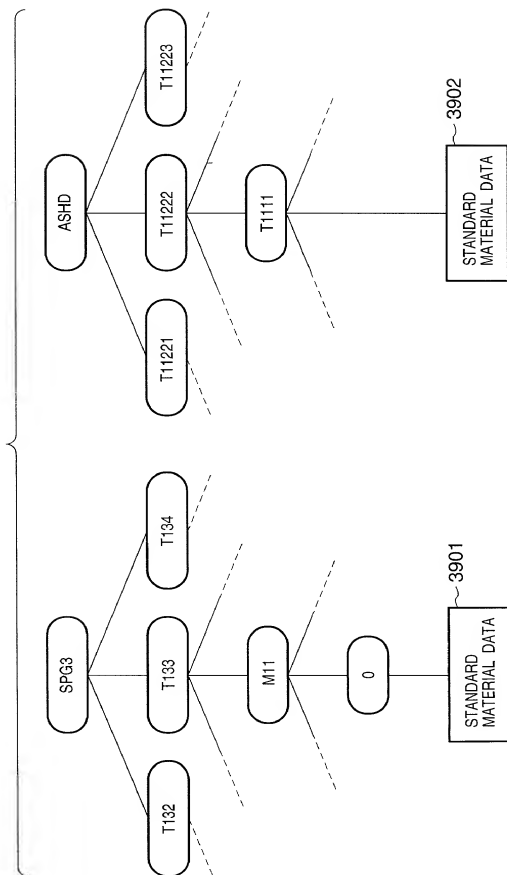 SPG3
T132
T133
T134
M11
0
STANDARD
MATERIAL DATA
3901
ASHD
T11221
T11222
T11223
T1111
STANDARD
MATERIAL DATA
3902